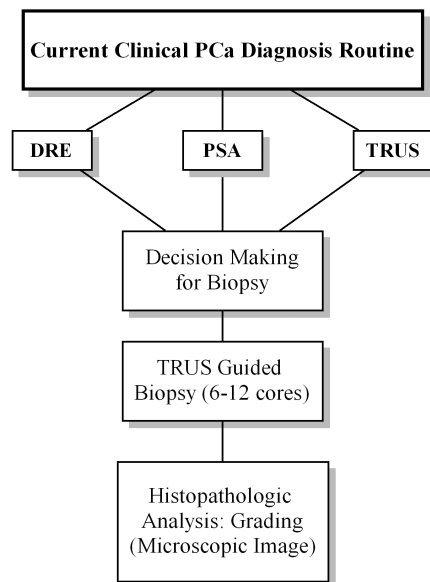 Current Clinical PCa Diagnosis Routine
DRE
PSA
TRUS
Decision Making
for Biopsy
TRUS Guided
Biopsy (6-12 cores)
Histopathologic
Analysis: Grading
(Microscopic Image)